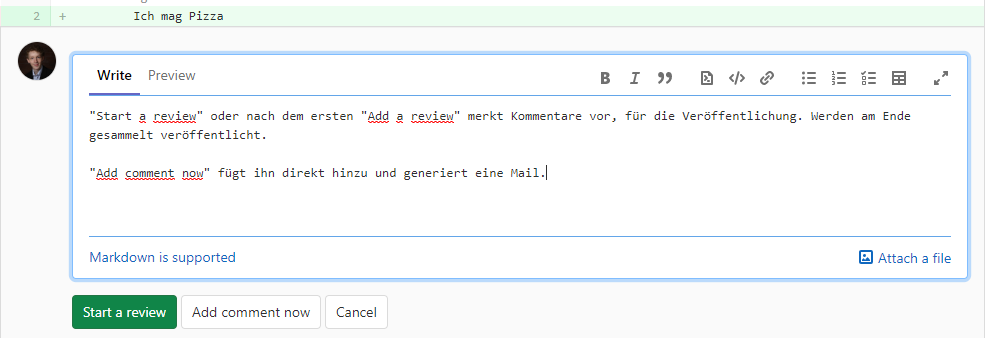 2 + Ich mag Pizza
Write Preview
"Start a review" oder nach dem ersten "Add a review" merkt Kommentare vor, für die Veröffentlichung. Werden am Ende
gesammelt veröffentlicht.
"Add comment now" fügt ihn direkt hinzu und generiert eine Mail.
Markdown is supported
Attach a file
Start a review Add comment now Cancel